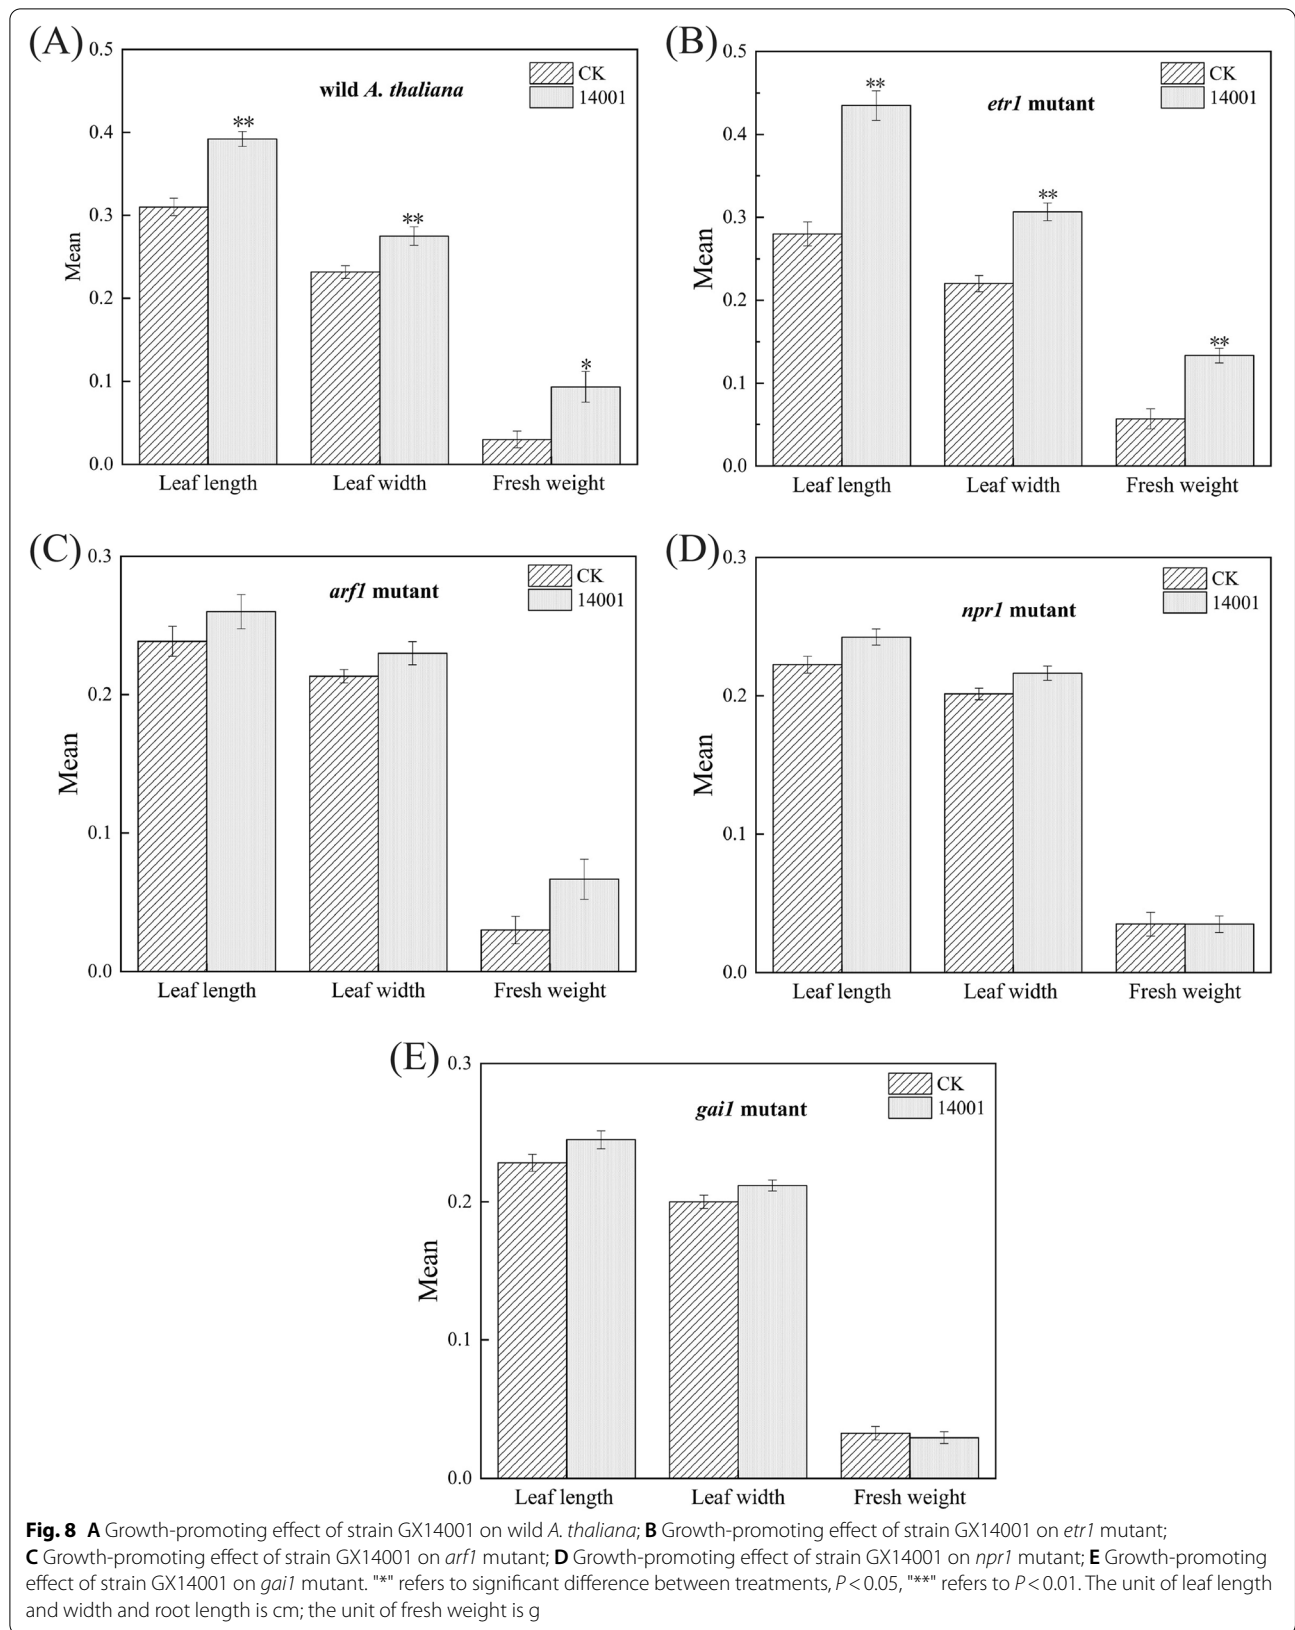 (A)
0.5
0.4
0.3
0.2
0.1
0.0
Mean
wild A. thaliana
CK
14001
**
**
*
Leaf length
Leaf width
Fresh weight
(B)
0.5
0.4
0.3
0.2
0.1
0.0
Mean
etr1 mutant
CK
14001
**
**
**
Leaf length
Leaf width
Fresh weight
(C)
0.3
0.2
0.1
0.0
Mean
arf1 mutant
CK
14001
Leaf length
Leaf width
Fresh weight
(D)
0.3
0.2
0.1
0.0
Mean
npr1 mutant
CK
14001
Leaf length
Leaf width
Fresh weight
(E)
0.3
0.2
0.1
0.0
Mean
gai1 mutant
CK
14001
Leaf length
Leaf width
Fresh weight
Fig. 8 A Growth-promoting effect of strain GX14001 on wild A. thaliana; B Growth-promoting effect of strain GX14001 on etr1 mutant;
C Growth-promoting effect of strain GX14001 on arf1 mutant; D Growth-promoting effect of strain GX14001 on npr1 mutant; E Growth-promoting
effect of strain GX14001 on gai1 mutant. "*" refers to significant difference between treatments, P < 0.05, "**" refers to P < 0.01. The unit of leaf length
and width and root length is cm; the unit of fresh weight is g